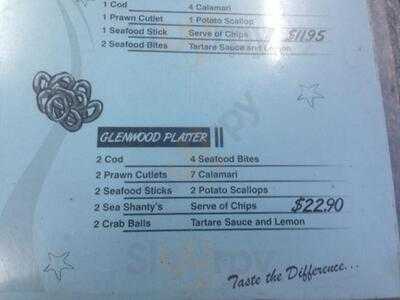 1 Cod 4 Calamari
1 Prawn Cutlet 1 Potato Scallop
1 Seafood Stick Serve of Chips $11.95
2 Seafood Bites Tartare Sauce and Lemon
GLENWOOD PLATTER
2 Cod 4 Seafood Bites
2 Prawn Cutlets 7 Calamari
2 Seafood Sticks 2 Potato Scallops
2 Sea Shanty's Serve of Chips $22.90
2 Crab Balls Tartare Sauce and Lemon
Taste the Difference...